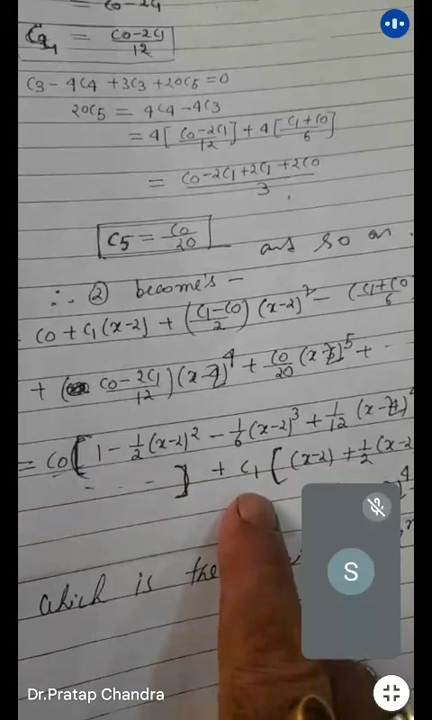 = C0-2C1
C4 = C0-2C1/12
C3 - 4C4 + 3C3 + 20C5 = 0
20C5 = 4C4 - 4C3
= 4[C0-2C1/12] + 4[C1+C0/6]
= C0-2C1+2C1+2C0/3
C5 = C0/20 and so on.
∴ ② become's -
C0 + C1(x-2) + (C1-C0/2)(x-2)² - (C1+C0/6
+ (C0-2C1/12)(x-2)⁴ + C0/20(x-2)⁵ + - -
= C0[1 - 1/2(x-2)² - 1/6(x-2)³ + 1/12(x-2)⁴
- - - - ] + C1[(x-2) + 1/2(x-2
which is the
S
Dr.Pratap Chandra